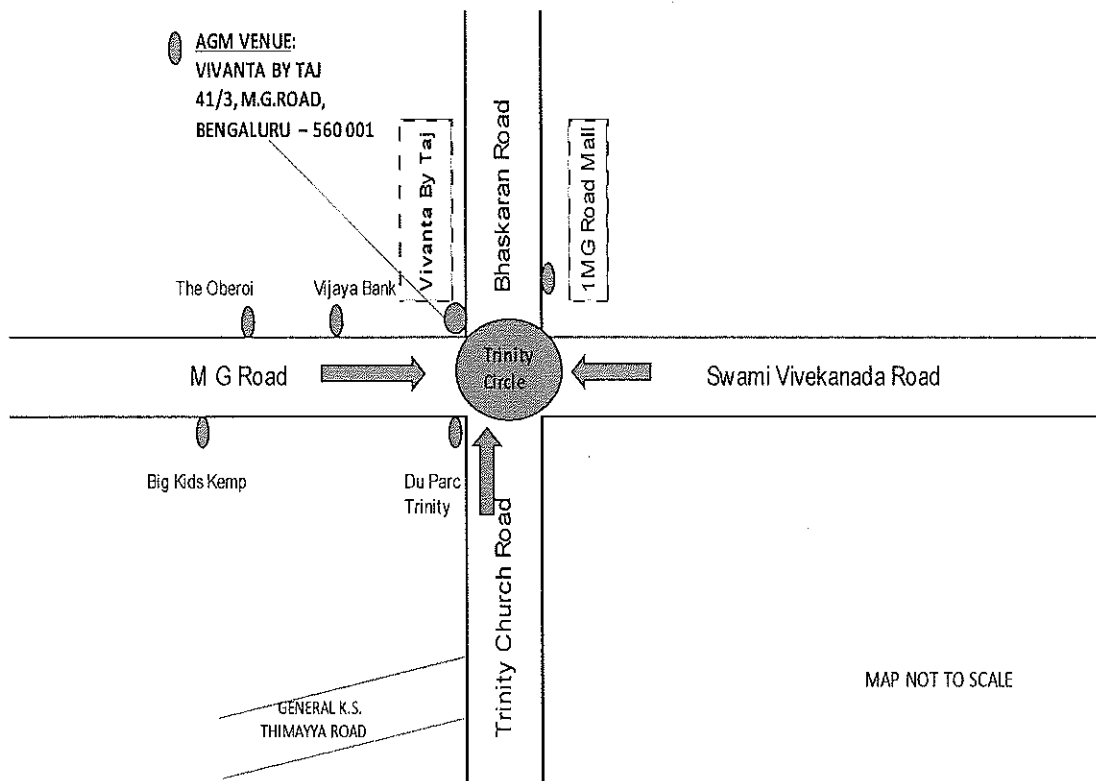 AGM VENUE:
VIVANTA BY TAJ
41/3, M.G.ROAD,
BENGALURU – 560 001
Vivanta By Taj
Bhaskaran Road
1MG Road Mall
The Oberoi
Vijaya Bank
Trinity
Circle
M G Road
Swami Vivekanada Road
Big Kids Kemp
Du Parc
Trinity
Trinity Church Road
GENERAL K.S.
THIMAYYA ROAD
MAP NOT TO SCALE